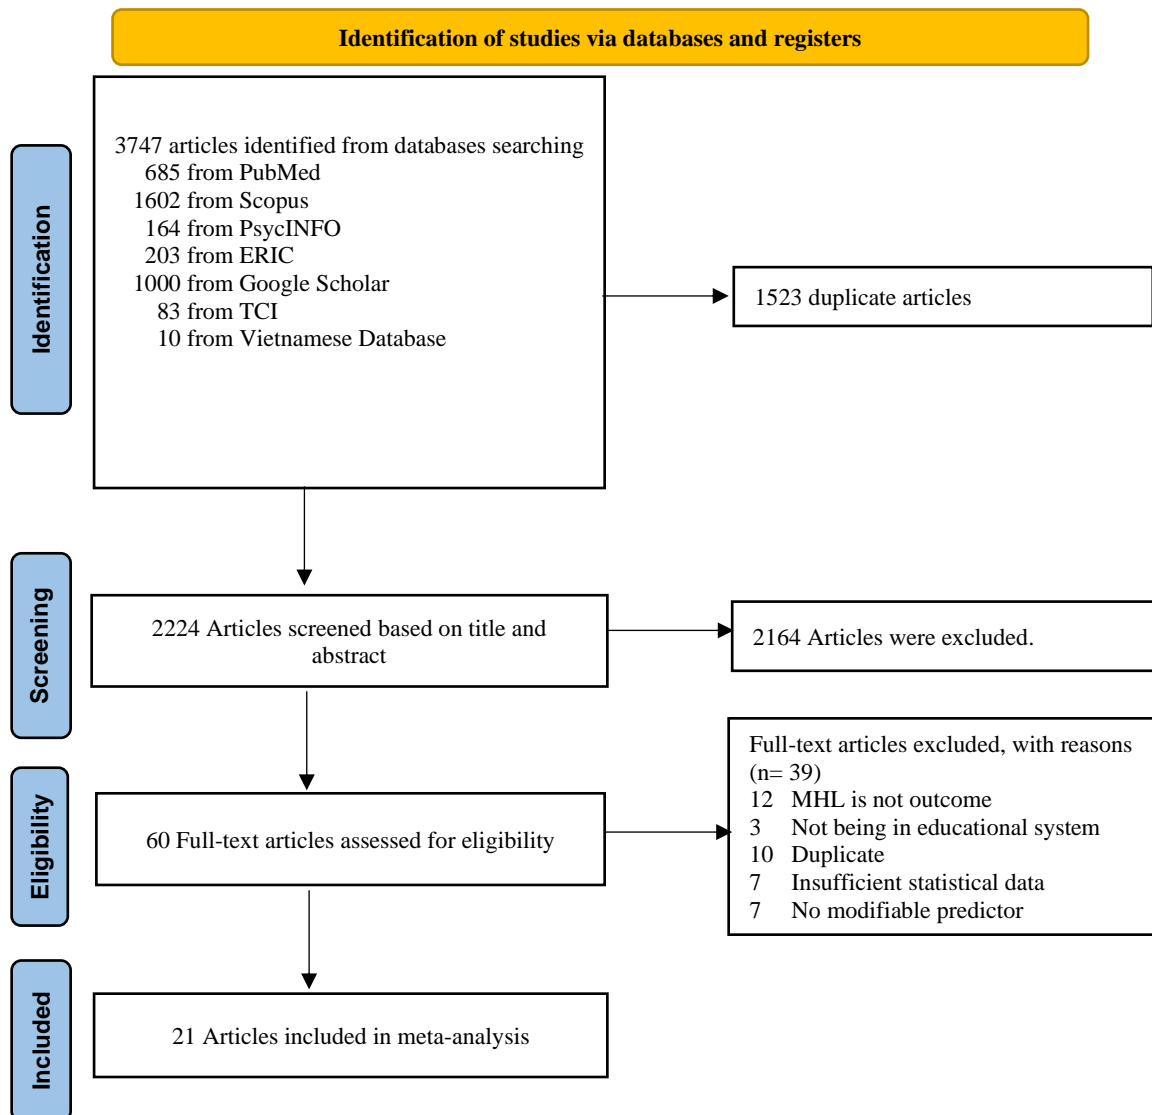 Identification of studies via databases and registers
Identification
3747 articles identified from databases searching
685 from PubMed
1602 from Scopus
164 from PsycINFO
203 from ERIC
1000 from Google Scholar
83 from TCI
10 from Vietnamese Database
1523 duplicate articles
Screening
2224 Articles screened based on title and
abstract
2164 Articles were excluded.
Eligibility
60 Full-text articles assessed for eligibility
Full-text articles excluded, with reasons
(n= 39)
12 MHL is not outcome
3 Not being in educational system
10 Duplicate
7 Insufficient statistical data
7 No modifiable predictor
Included
21 Articles included in meta-analysis